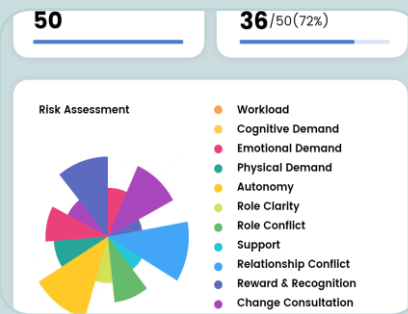 50
36/50(72%)
Risk Assessment
Workload
Cognitive Demand
Emotional Demand
Physical Demand
Autonomy
Role Clarity
Role Conflict
Support
Relationship Conflict
Reward & Recognition
Change Consultation